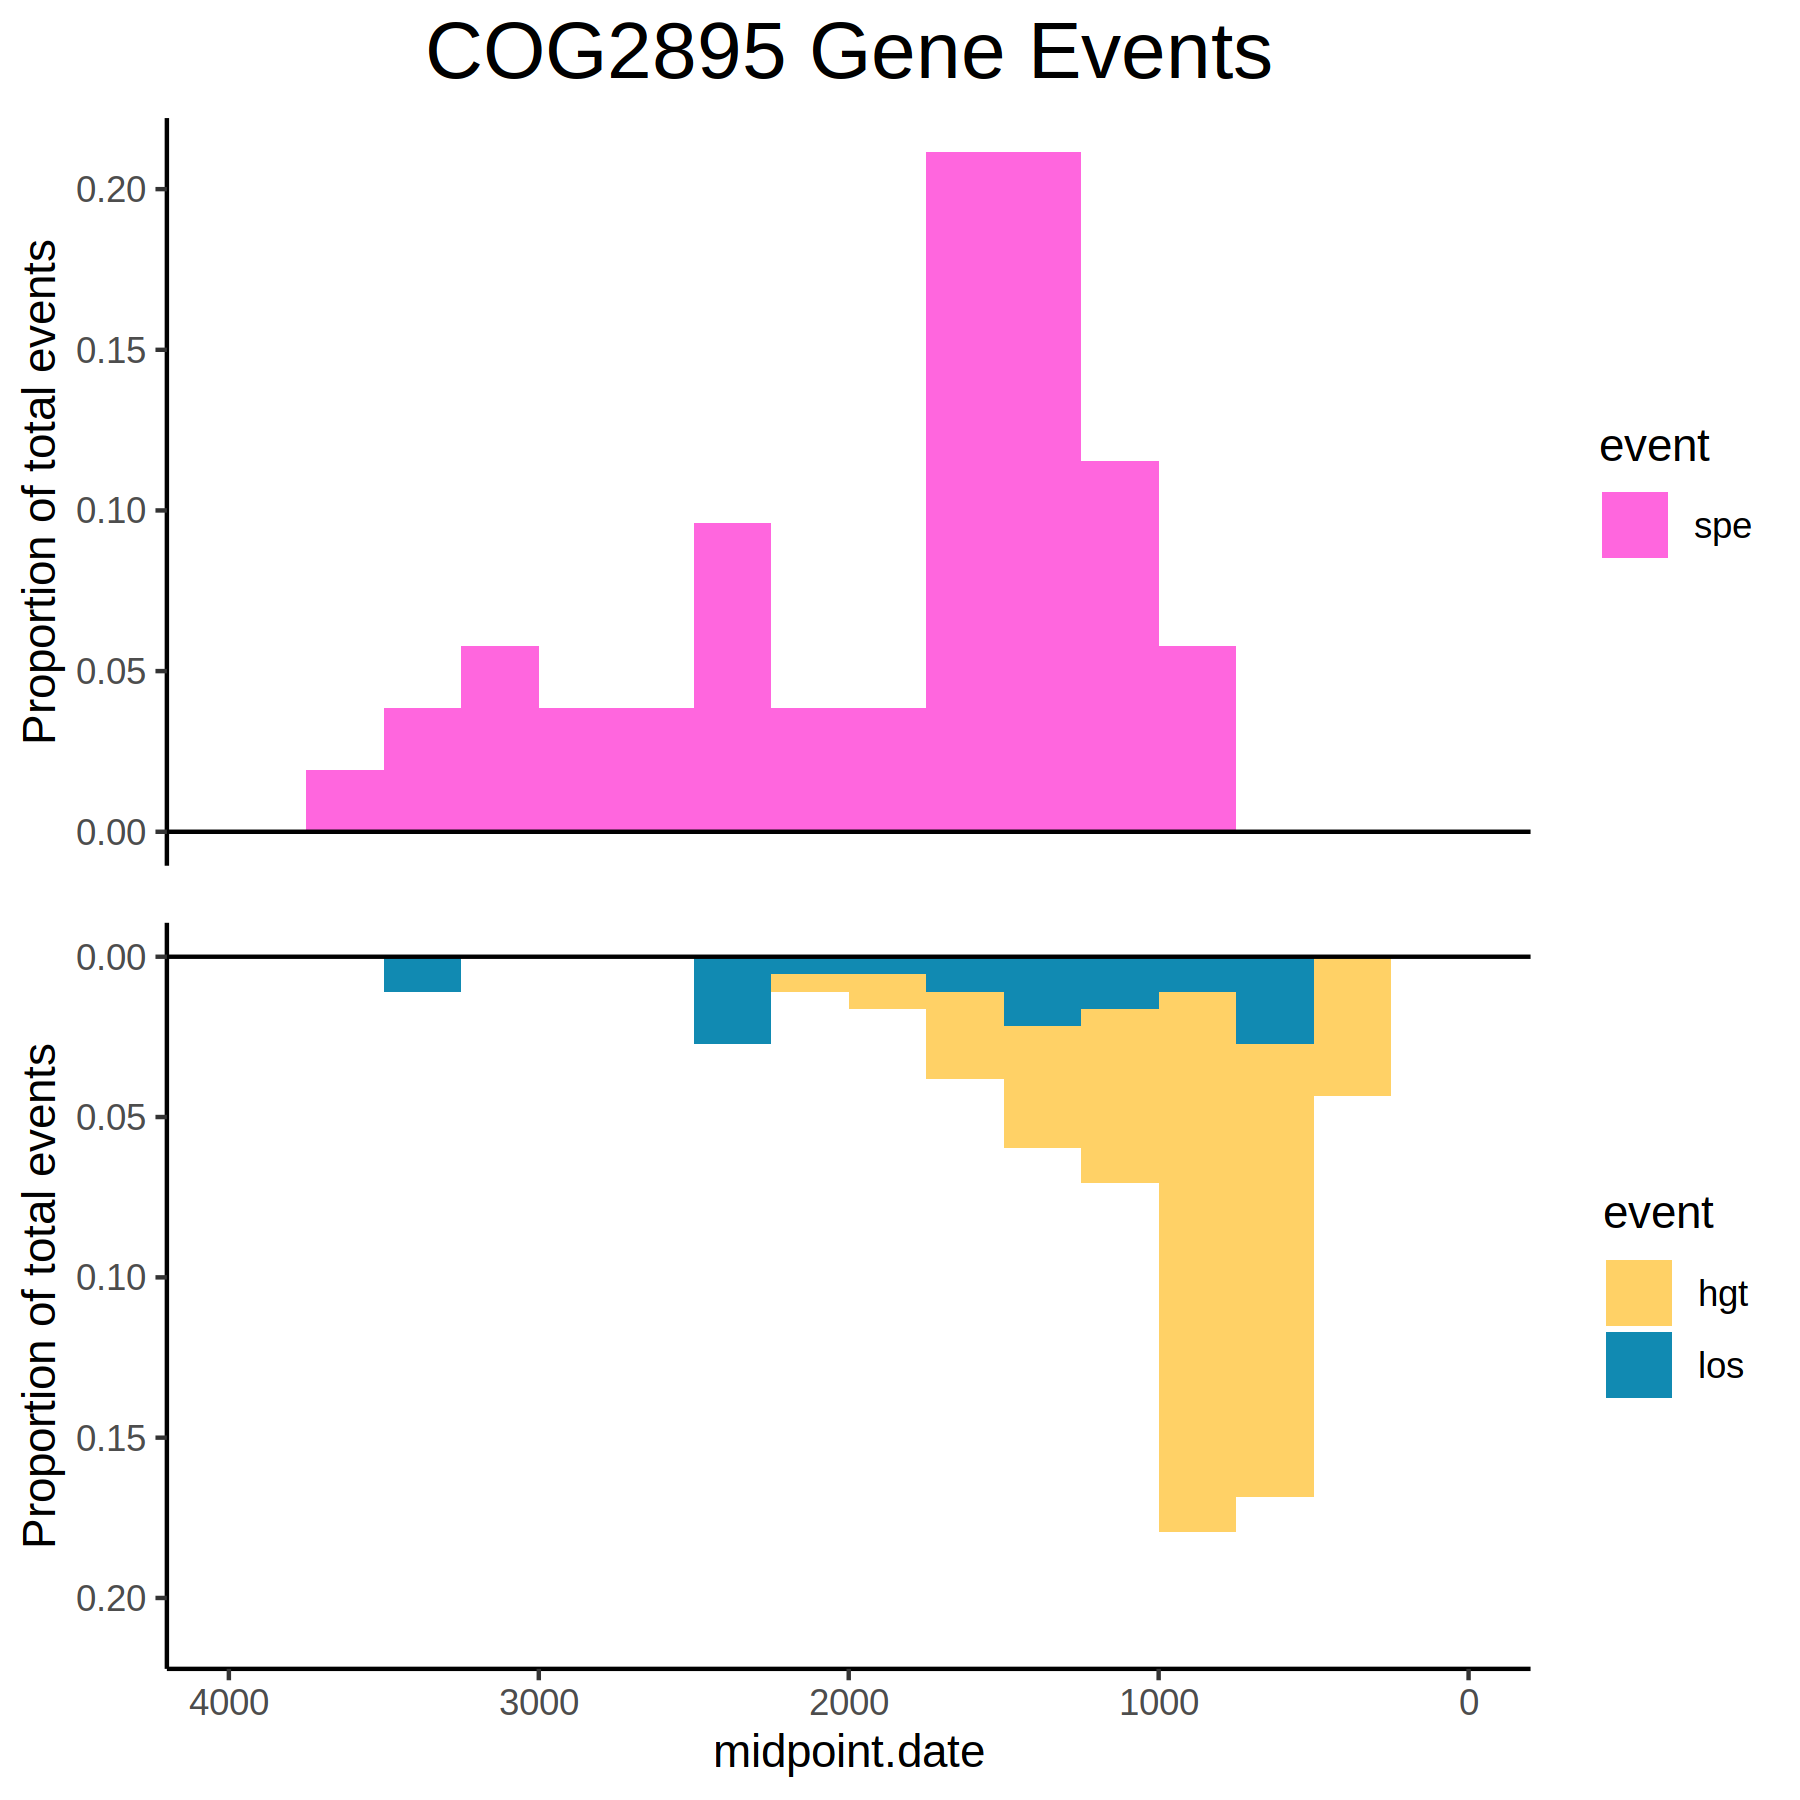 COG2895 Gene Events
Proportion of total events
0.20
0.15
0.10
0.05
0.00
event
spe
Proportion of total events
0.00
0.05
0.10
0.15
0.20
event
hgt
los
4000 3000 2000 1000 0
midpoint.date